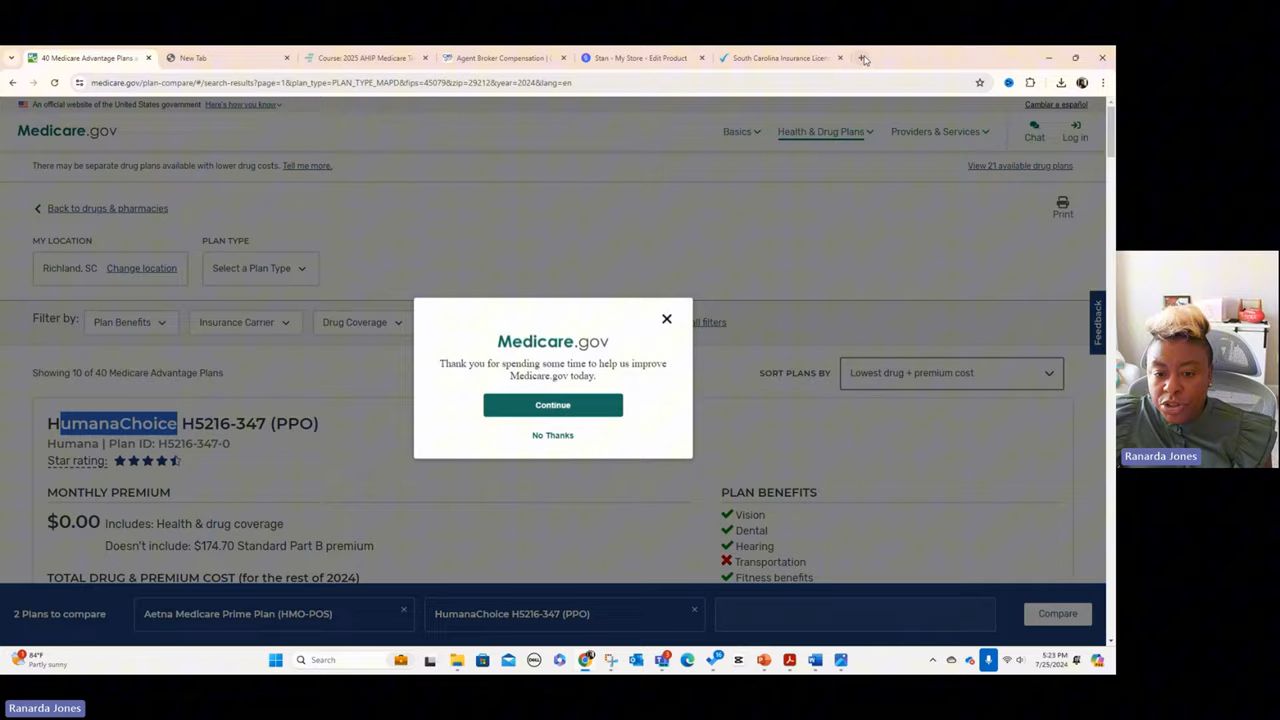 40 Medicare Advantage Plans
New Tab
Course: 2025 AHIP Medicare T
Agent Broker Compensation | C
Stan - My Store - Edit Product
South Carolina Insurance Licen
medicare.gov/plan-compare/#/search-results?page=1&plan_type=PLAN_TYPE_MAPD&fips=45079&zip=29212&year=2024&lang=en
An official website of the United States government Here's how you know
Cambiar a español
Medicare.gov
Basics
Health & Drug Plans
Providers & Services
Chat
Log in
There may be separate drug plans available with lower drug costs. Tell me more.
View 21 available drug plans
Back to drugs & pharmacies
Print
MY LOCATION
PLAN TYPE
Richland, SC Change location
Select a Plan Type
Filter by:
Plan Benefits
Insurance Carrier
Drug Coverage
all filters
Feedback
Medicare.gov
Thank you for spending some time to help us improve
Medicare.gov today.
Continue
No Thanks
Showing 10 of 40 Medicare Advantage Plans
SORT PLANS BY
Lowest drug + premium cost
HumanaChoice H5216-347 (PPO)
Humana | Plan ID: H5216-347-0
Star rating:
MONTHLY PREMIUM
$0.00 Includes: Health & drug coverage
Doesn't include: $174.70 Standard Part B premium
TOTAL DRUG & PREMIUM COST (for the rest of 2024)
PLAN BENEFITS
Vision
Dental
Hearing
Transportation
Fitness benefits
2 Plans to compare
Aetna Medicare Prime Plan (HMO-POS)
HumanaChoice H5216-347 (PPO)
Compare
84°F
Partly sunny
Search
5:23 PM
7/25/2024
Ranarda Jones
Ranarda Jones